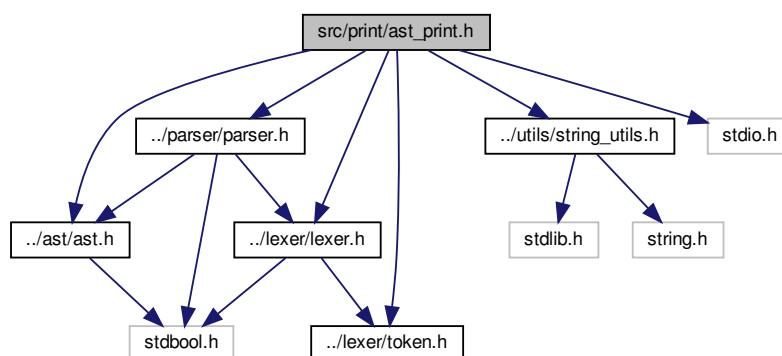 src/print/ast_print.h
../parser/parser.h
../utils/string_utils.h
stdio.h
../ast/ast.h
../lexer/lexer.h
stdlib.h
string.h
stdbool.h
../lexer/token.h